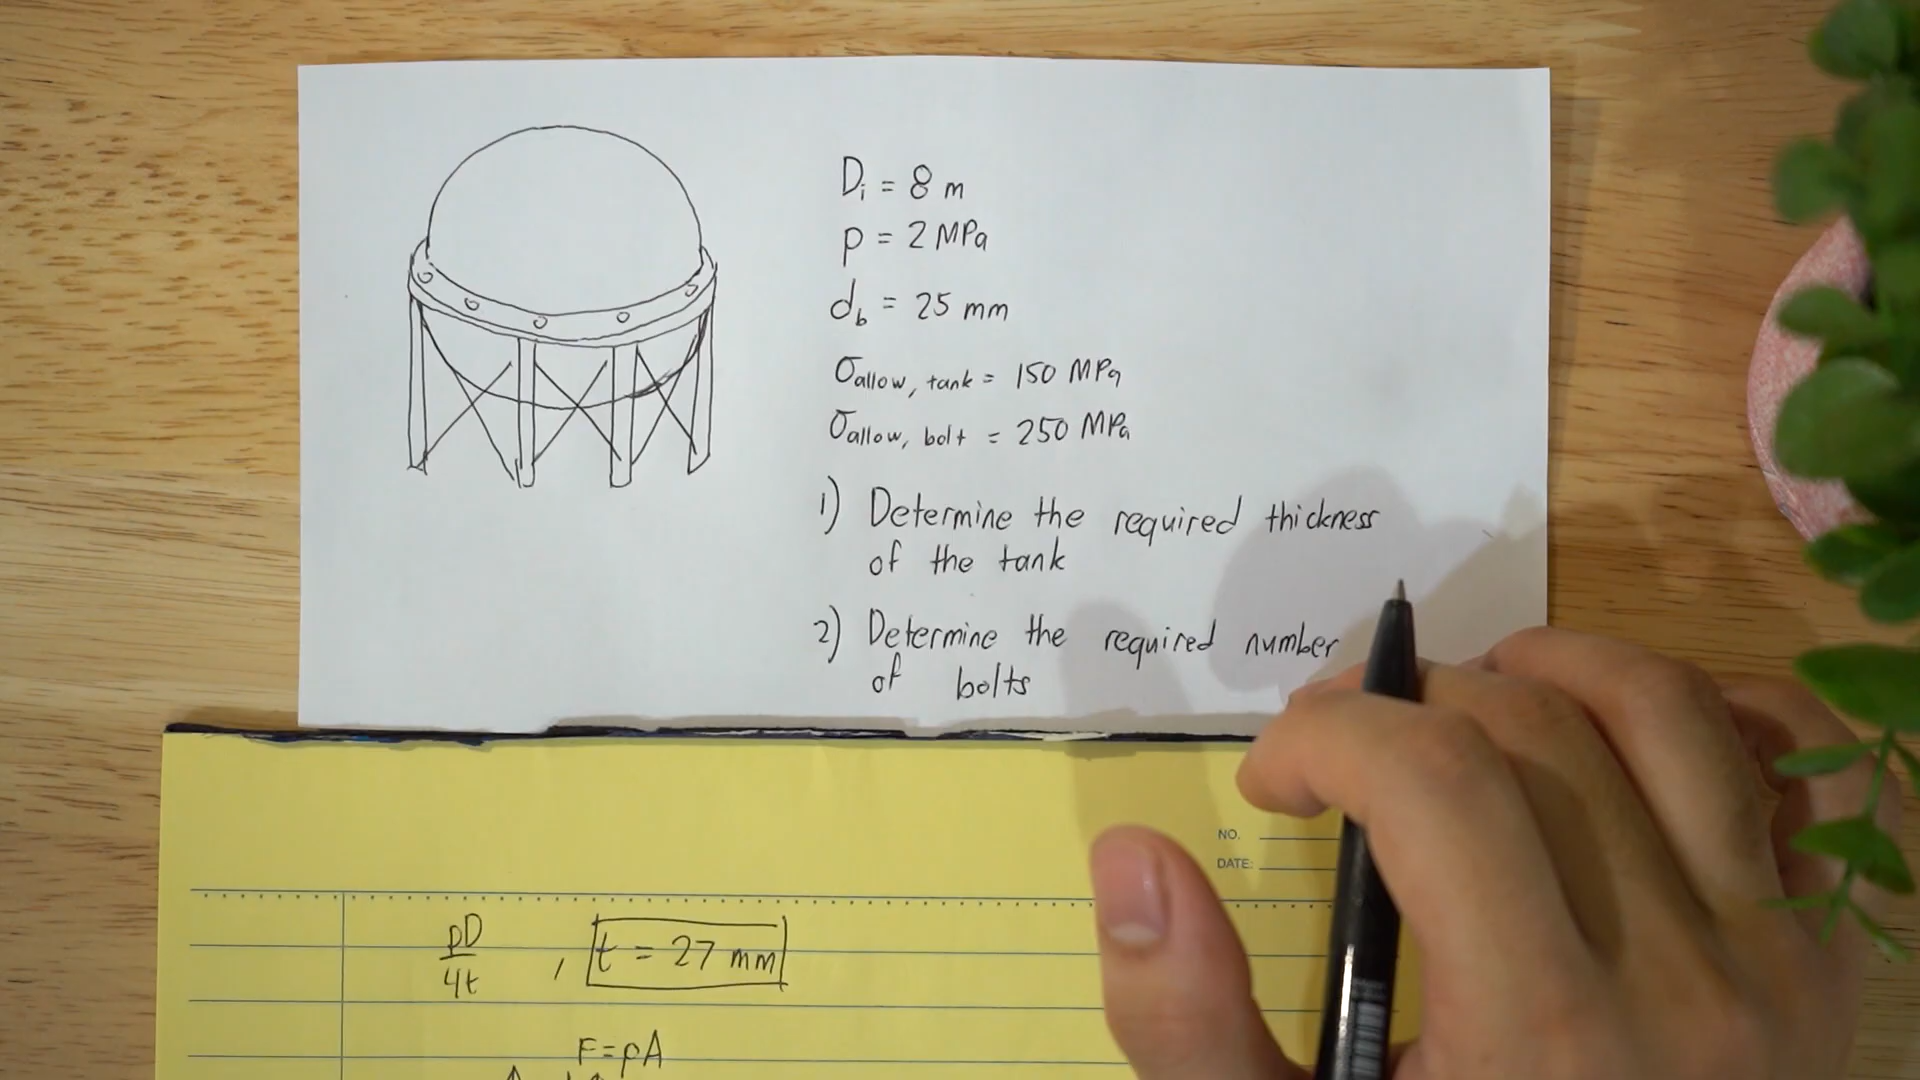 Di = 8 m
p = 2 MPa
db = 25 mm
σallow, tank = 150 MPa
σallow, bolt = 250 MPa
1) Determine the required thickness
of the tank
2) Determine the required number
of bolts
NO.
DATE:
pD/4t , t = 27 mm
F=pA